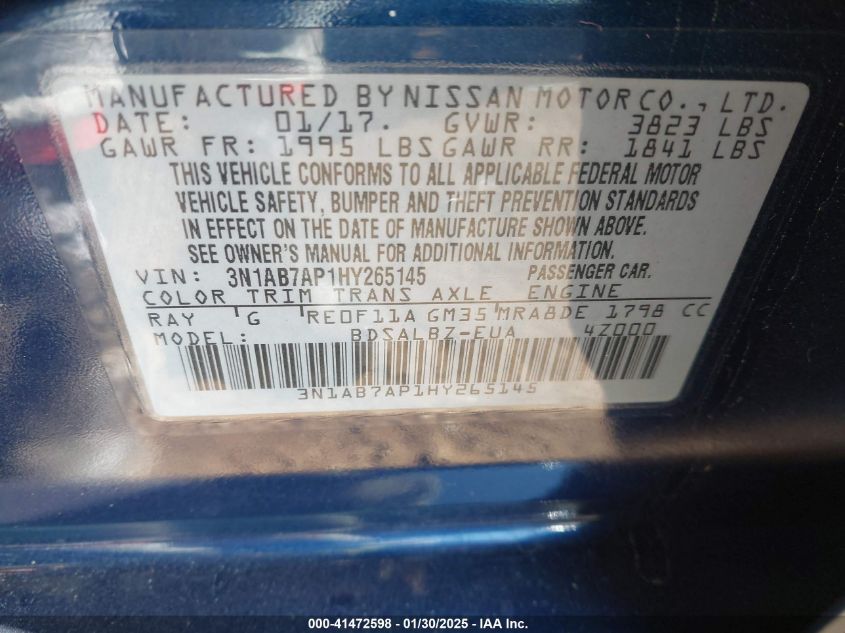 MANUFACTURED BY NISSAN MOTOR CO., LTD.
DATE: 01/17. GVWR: 3823 LBS
GAWR FR: 1995 LBS GAWR RR: 1841 LBS
THIS VEHICLE CONFORMS TO ALL APPLICABLE FEDERAL MOTOR
VEHICLE SAFETY, BUMPER AND THEFT PREVENTION STANDARDS
IN EFFECT ON THE DATE OF MANUFACTURE SHOWN ABOVE.
SEE OWNER'S MANUAL FOR ADDITIONAL INFORMATION.
VIN: 3N1AB7AP1HY265145 PASSENGER CAR.
COLOR TRIM TRANS AXLE ENGINE
RAY G RE0F11A GM35 MRA8DE 1798 CC
MODEL: BDSALBZ-EUA 4Z000
3N1AB7AP1HY265145
000-41472598 - 01/30/2025 - IAA Inc.